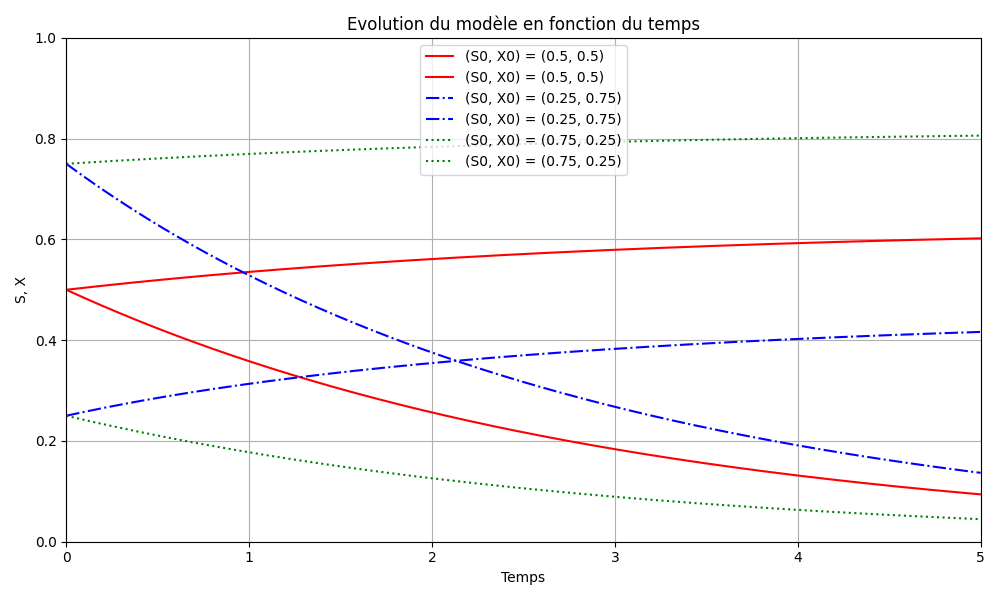 Evolution du modèle en fonction du temps
(S0, X0) = (0.5, 0.5)
(S0, X0) = (0.5, 0.5)
(S0, X0) = (0.25, 0.75)
(S0, X0) = (0.25, 0.75)
(S0, X0) = (0.75, 0.25)
(S0, X0) = (0.75, 0.25)
1.0
0.8
0.6
0.4
0.2
0.0
S, X
0 1 2 3 4 5
Temps